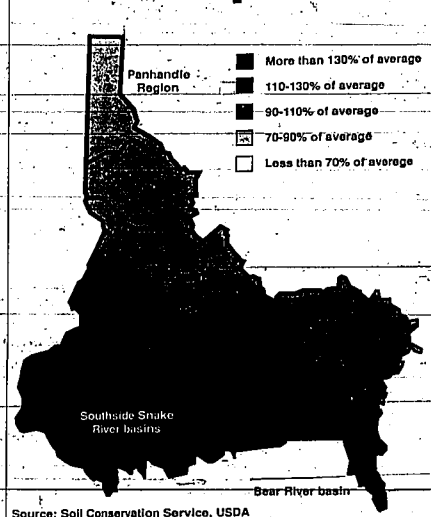 Panhandle
Region
More than 130% of average
110-130% of average
90-110% of average
70-90% of average
Less than 70% of average
Southside Snake
River basins
Bear River basin
Source: Soil Conservation Service, USDA